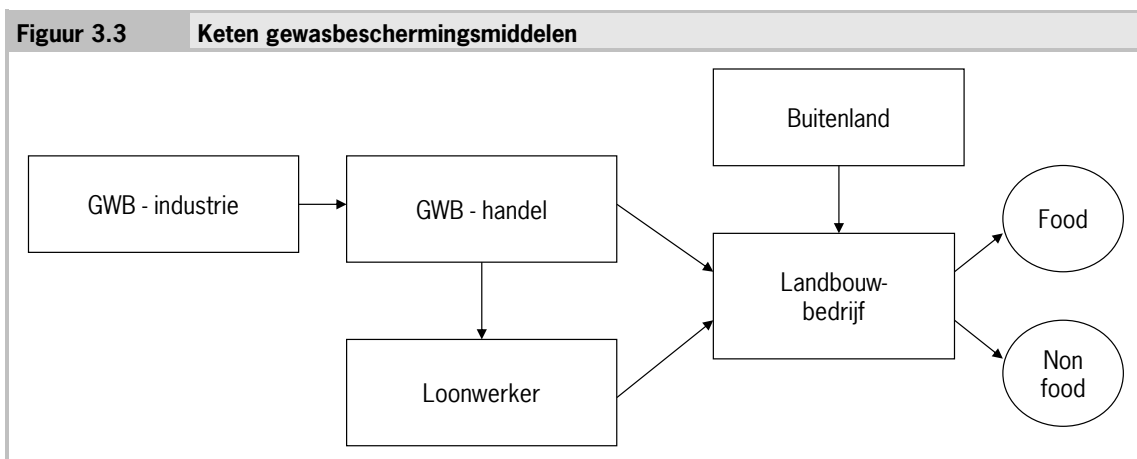 Figuur 3.3 Keten gewasbeschermingsmiddelen
Buitenland
GWB - industrie
GWB - handel
Food
Landbouw-
bedrijf
Loonwerker
Non
food